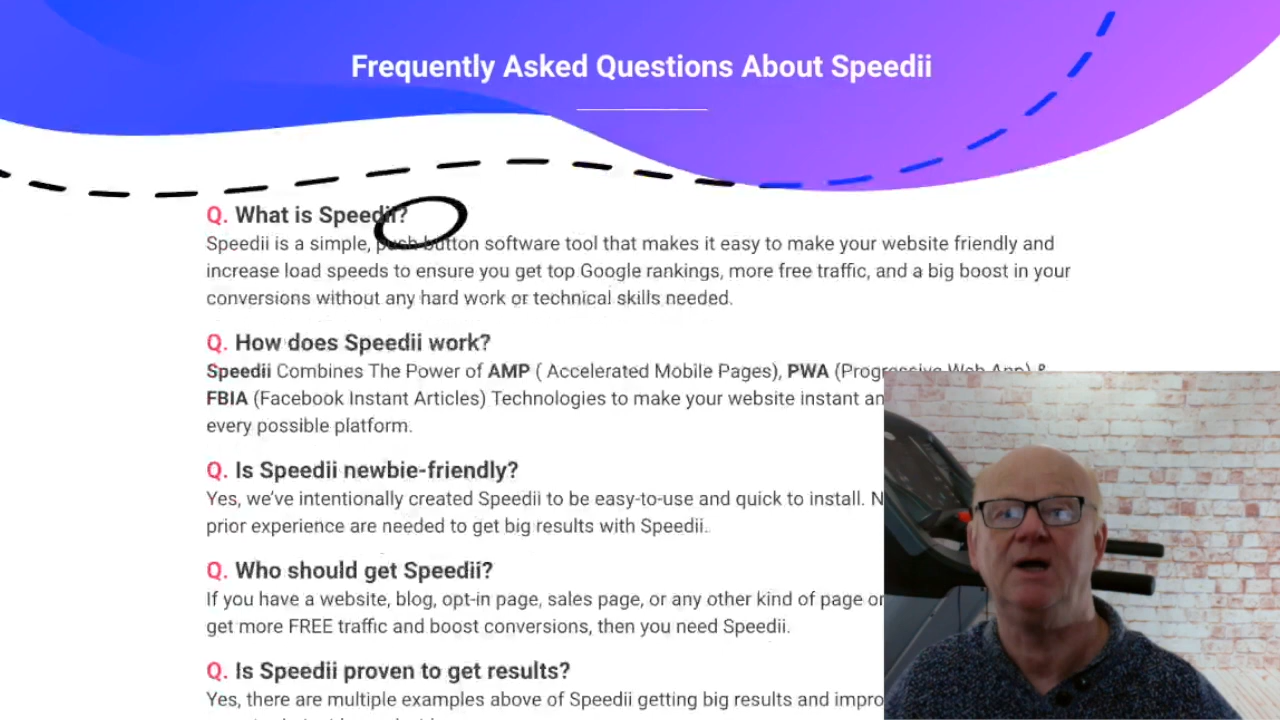 Frequently Asked Questions About Speedii
Q. What is Speedii?
Speedii is a simple, push button software tool that makes it easy to make your website friendly and
increase load speeds to ensure you get top Google rankings, more free traffic, and a big boost in your
conversions without any hard work or technical skills needed.
Q. How does Speedii work?
Speedii Combines The Power of AMP ( Accelerated Mobile Pages), PWA (Progressive Web App) &
FBIA (Facebook Instant Articles) Technologies to make your website instant an
every possible platform.
Q. Is Speedii newbie-friendly?
Yes, we've intentionally created Speedii to be easy-to-use and quick to install. N
prior experience are needed to get big results with Speedii.
Q. Who should get Speedii?
If you have a website, blog, opt-in page, sales page, or any other kind of page or
get more FREE traffic and boost conversions, then you need Speedii.
Q. Is Speedii proven to get results?
Yes, there are multiple examples above of Speedii getting big results and impro